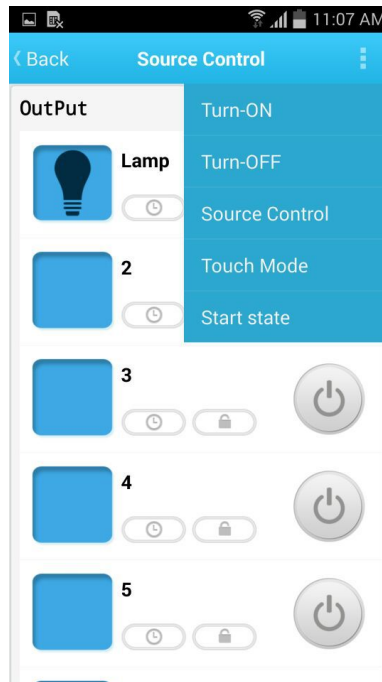 11:07 AM
Back
Source Control
OutPut
Turn-ON
Lamp
Turn-OFF
Source Control
2
Touch Mode
Start state
3
4
5